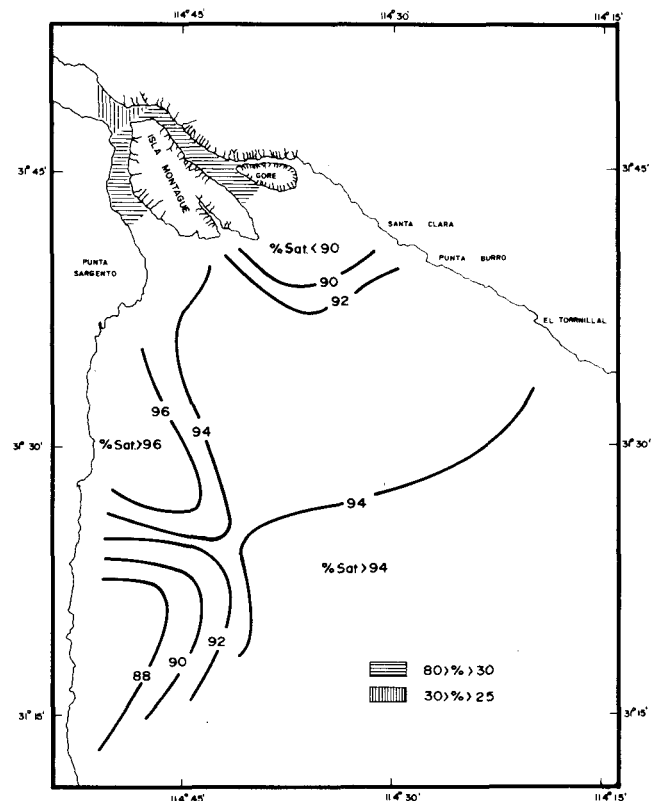 114° 45'
114° 30'
114° 15'
31° 45'
31° 45'
ISLA MONTAGUE
GORE
SANTA CLARA
% Sat. < 90
PUNTA BURRO
PUNTA
SARGENTO
90
92
EL TORNILLAL
96
94
% Sat.> 96
31° 30'
31° 30'
94
% Sat > 94
92
90
88
80>%>30
30>%>25
31° 15'
31° 15'
114° 45'
114° 30'
114° 15'